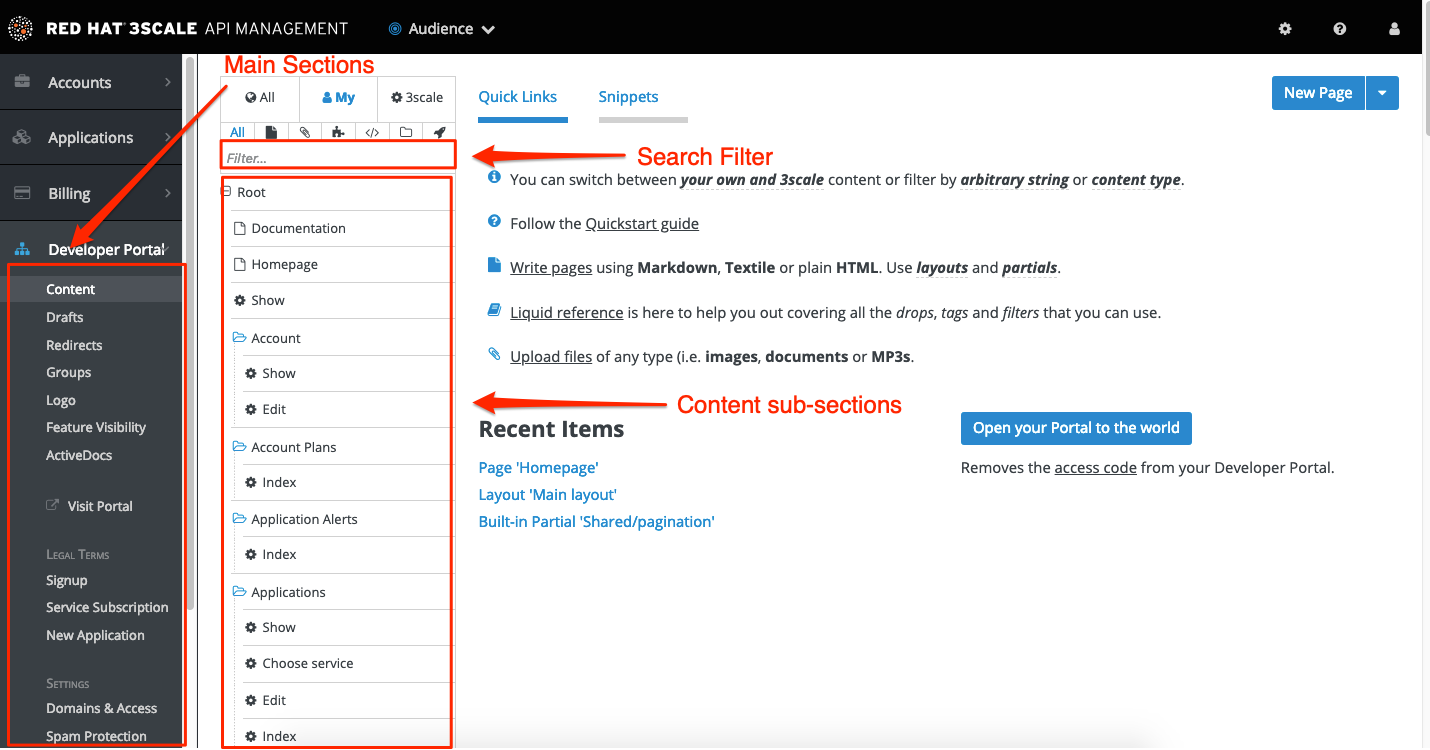 RED HAT® 3SCALE API MANAGEMENT
Audience
Accounts
Applications
Billing
Developer Portal
Content
Drafts
Redirects
Groups
Logo
Feature Visibility
ActiveDocs
Visit Portal
Legal Terms
Signup
Service Subscription
New Application
Settings
Domains & Access
Spam Protection
Main Sections
All
My
3scale
All
Filter...
Root
Documentation
Homepage
Show
Account
Show
Edit
Account Plans
Index
Application Alerts
Index
Applications
Show
Choose service
Edit
Index
Quick Links
Snippets
New Page
Search Filter
You can switch between your own and 3scale content or filter by arbitrary string or content type.
Follow the Quickstart guide
Write pages using Markdown, Textile or plain HTML. Use layouts and partials.
Liquid reference is here to help you out covering all the drops, tags and filters that you can use.
Upload files of any type (i.e. images, documents or MP3s.
Content sub-sections
Recent Items
Page 'Homepage'
Layout 'Main layout'
Built-in Partial 'Shared/pagination'
Open your Portal to the world
Removes the access code from your Developer Portal.